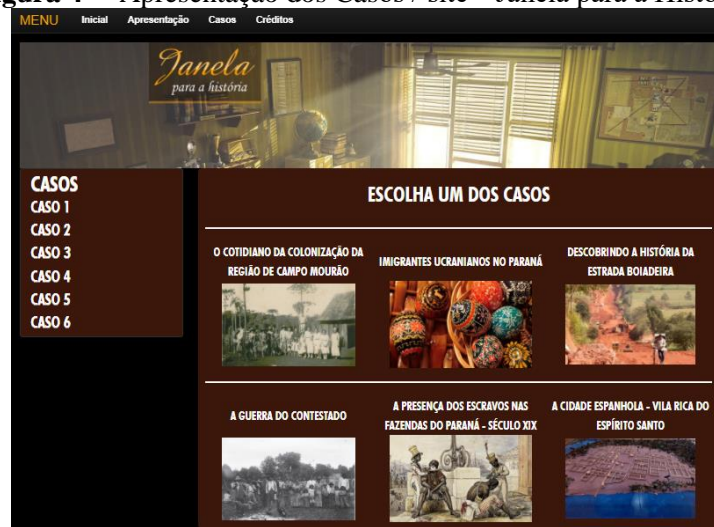 Apresentação dos Casos / site - Janela para a Histó
MENU Inicial Apresentação Casos Créditos
Janela
para a história
CASOS
CASO 1
CASO 2
CASO 3
CASO 4
CASO 5
CASO 6
ESCOLHA UM DOS CASOS
O COTIDIANO DA COLONIZAÇÃO DA
REGIÃO DE CAMPO MOURÃO
IMIGRANTES UCRANIANOS NO PARANÁ
DESCOBRINDO A HISTÓRIA DA
ESTRADA BOIADEIRA
A GUERRA DO CONTESTADO
A PRESENÇA DOS ESCRAVOS NAS
FAZENDAS DO PARANÁ - SÉCULO XIX
A CIDADE ESPANHOLA - VILA RICA DO
ESPÍRITO SANTO